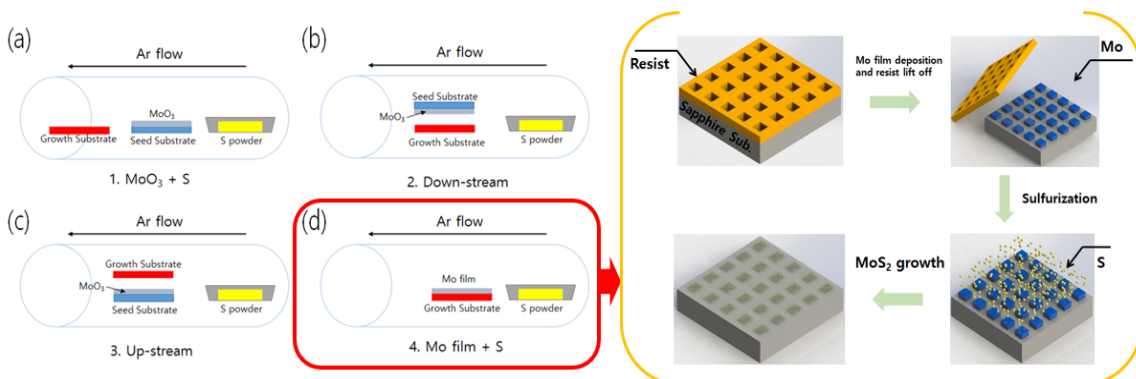 (a)
Ar flow
MoO₃
Growth Substrate
Seed Substrate
S powder
1. MoO₃ + S
(b)
Ar flow
Seed Substrate
MoO₃
Growth Substrate
S powder
2. Down-stream
(c)
Ar flow
Growth Substrate
MoO₃
Seed Substrate
S powder
3. Up-stream
(d)
Ar flow
Mo film
Growth Substrate
S powder
4. Mo film + S
Resist
Sapphire Sub.
Mo film deposition
and resist lift off
Mo
Sulfurization
S
MoS₂ growth